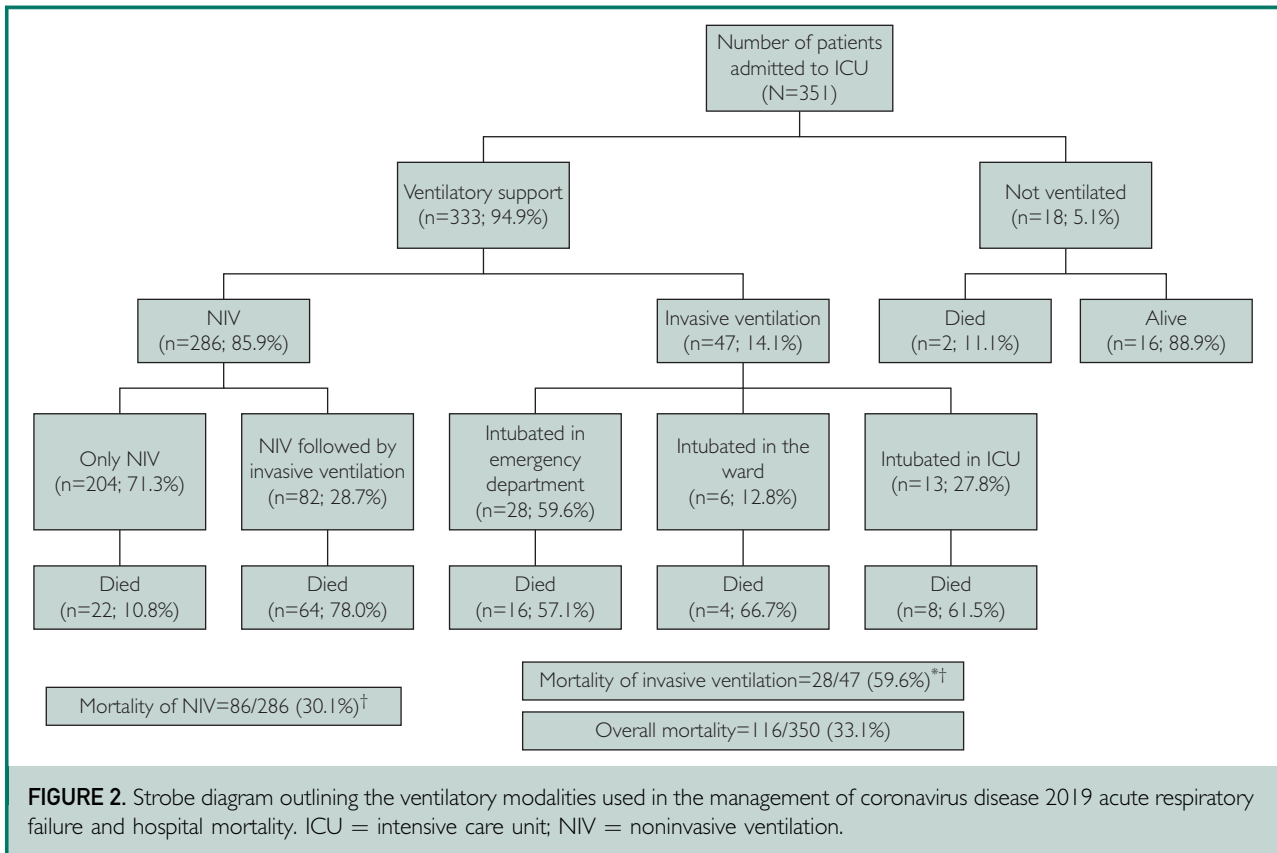 Number of patients
admitted to ICU
(N=351)
Ventilatory support
(n=333; 94.9%)
Not ventilated
(n=18; 5.1%)
NIV
(n=286; 85.9%)
Invasive ventilation
(n=47; 14.1%)
Died
(n=2; 11.1%)
Alive
(n=16; 88.9%)
Only NIV
(n=204; 71.3%)
NIV followed by
invasive ventilation
(n=82; 28.7%)
Intubated in
emergency
department
(n=28; 59.6%)
Intubated in the
ward
(n=6; 12.8%)
Intubated in ICU
(n=13; 27.8%)
Died
(n=22; 10.8%)
Died
(n=64; 78.0%)
Died
(n=16; 57.1%)
Died
(n=4; 66.7%)
Died
(n=8; 61.5%)
Mortality of NIV=86/286 (30.1%)†
Mortality of invasive ventilation=28/47 (59.6%)*†
Overall mortality=116/350 (33.1%)
FIGURE 2. Strobe diagram outlining the ventilatory modalities used in the management of coronavirus disease 2019 acute respiratory
failure and hospital mortality. ICU = intensive care unit; NIV = noninvasive ventilation.